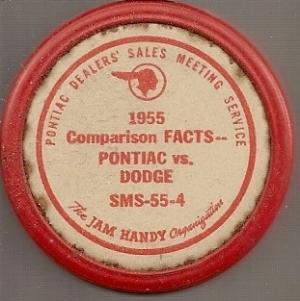 PONTIAC DEALERS' SALES MEETING SERVICE
1955
Comparison FACTS--
PONTIAC vs.
DODGE
SMS-55-4
The JAM HANDY Organization